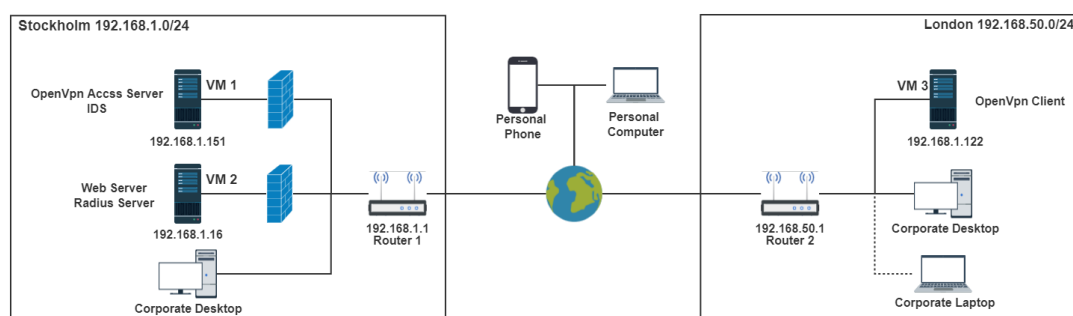 Stockholm 192.168.1.0/24
VM 1
OpenVpn Accss Server
IDS
192.168.1.151
Web Server
Radius Server
VM 2
192.168.1.16
Corporate Desktop
192.168.1.1
Router 1
Personal
Phone
Personal
Computer
London 192.168.50.0/24
VM 3
OpenVpn Client
192.168.1.122
192.168.50.1
Router 2
Corporate Desktop
Corporate Laptop